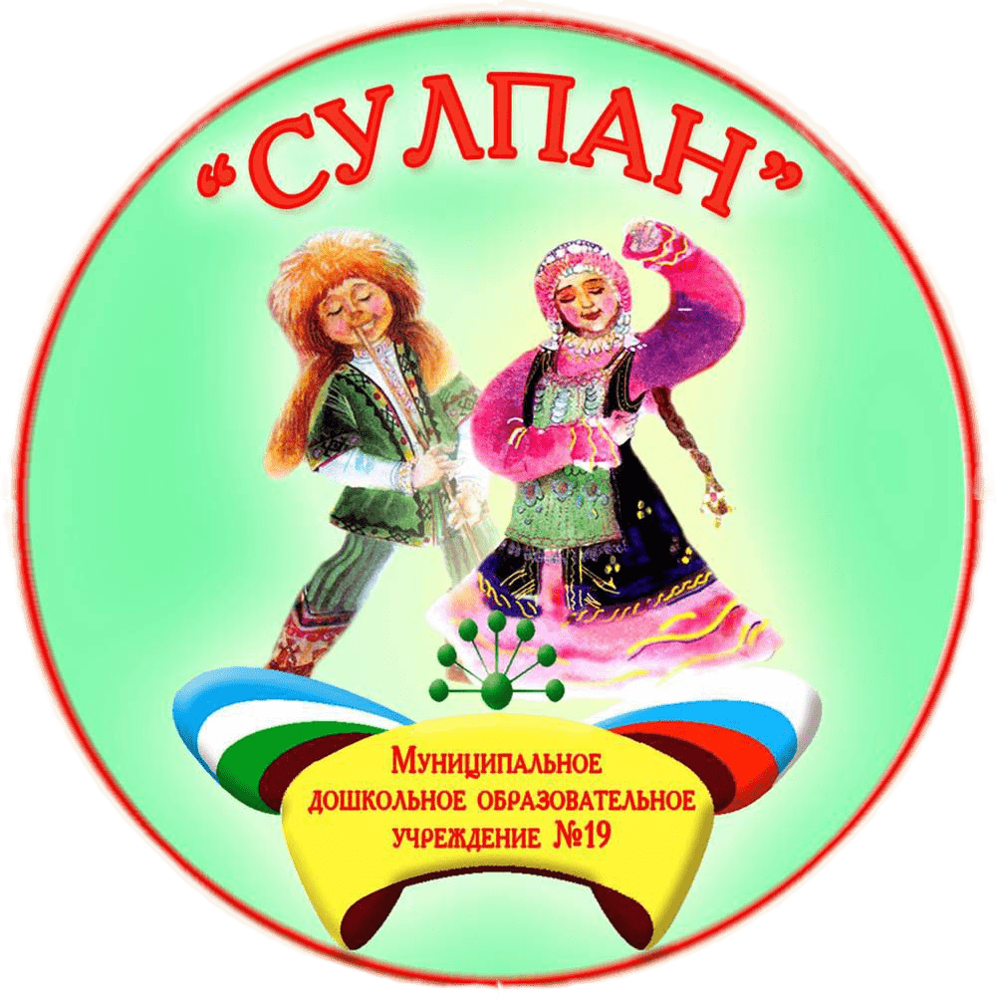 “СУЛПАН”
Муниципальное
дошкольное образовательное
учреждение №19